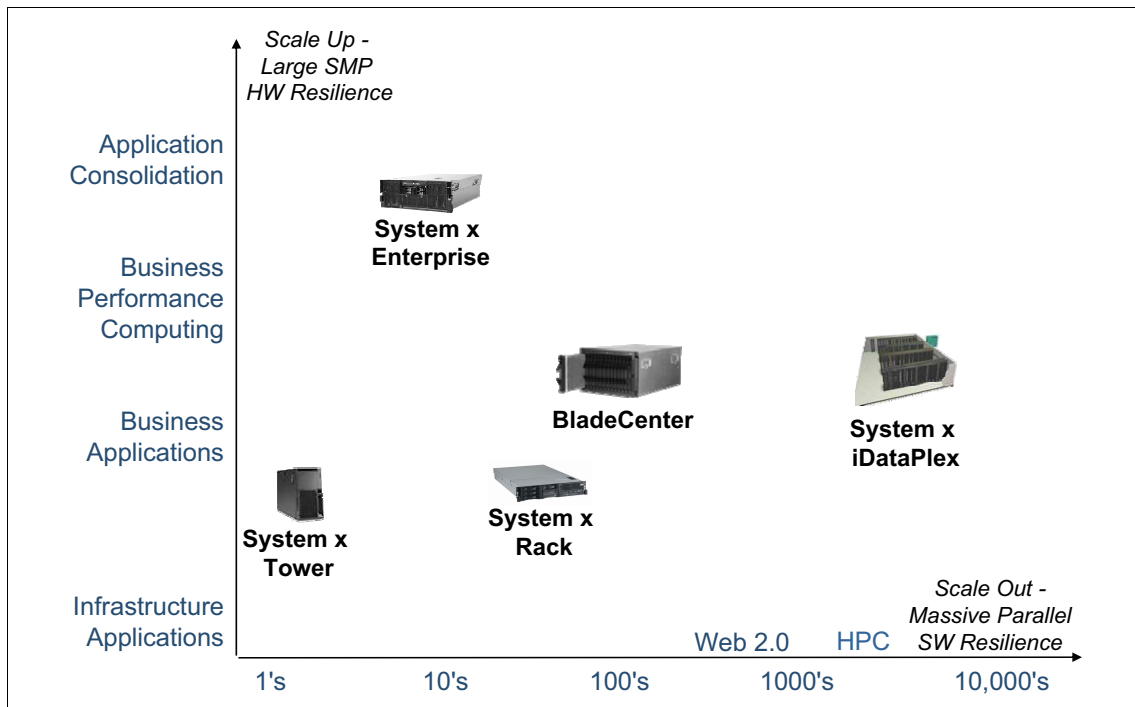 Scale Up -
Large SMP
HW Resilience
Application
Consolidation
System x
Enterprise
Business
Performance
Computing
BladeCenter
Business
Applications
System x
iDataPlex
System x
Rack
System x
Tower
Infrastructure
Applications
Scale Out -
Massive Parallel
SW Resilience
Web 2.0
HPC
1's
10's
100's
1000's
10,000's